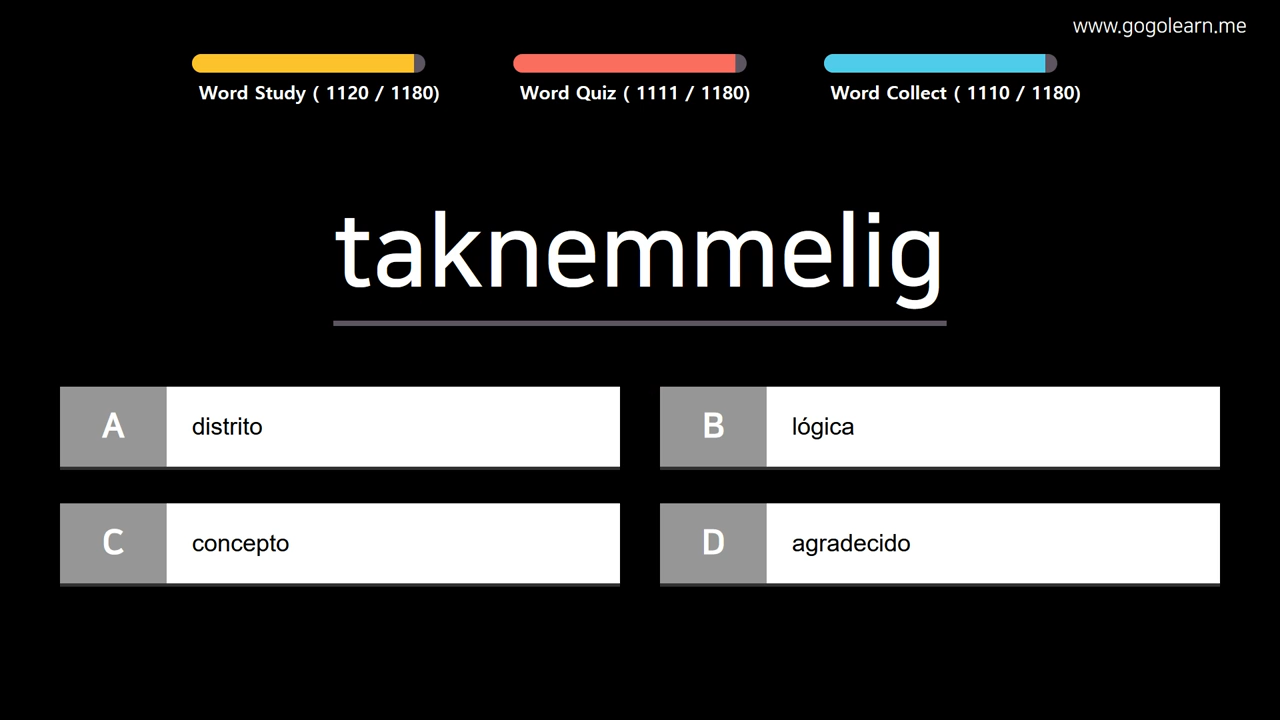 www.gogolearn.me
Word Study ( 1120 / 1180)
Word Quiz ( 1111 / 1180)
Word Collect ( 1110 / 1180)
taknemmelig
A distrito
B lógica
C concepto
D agradecido